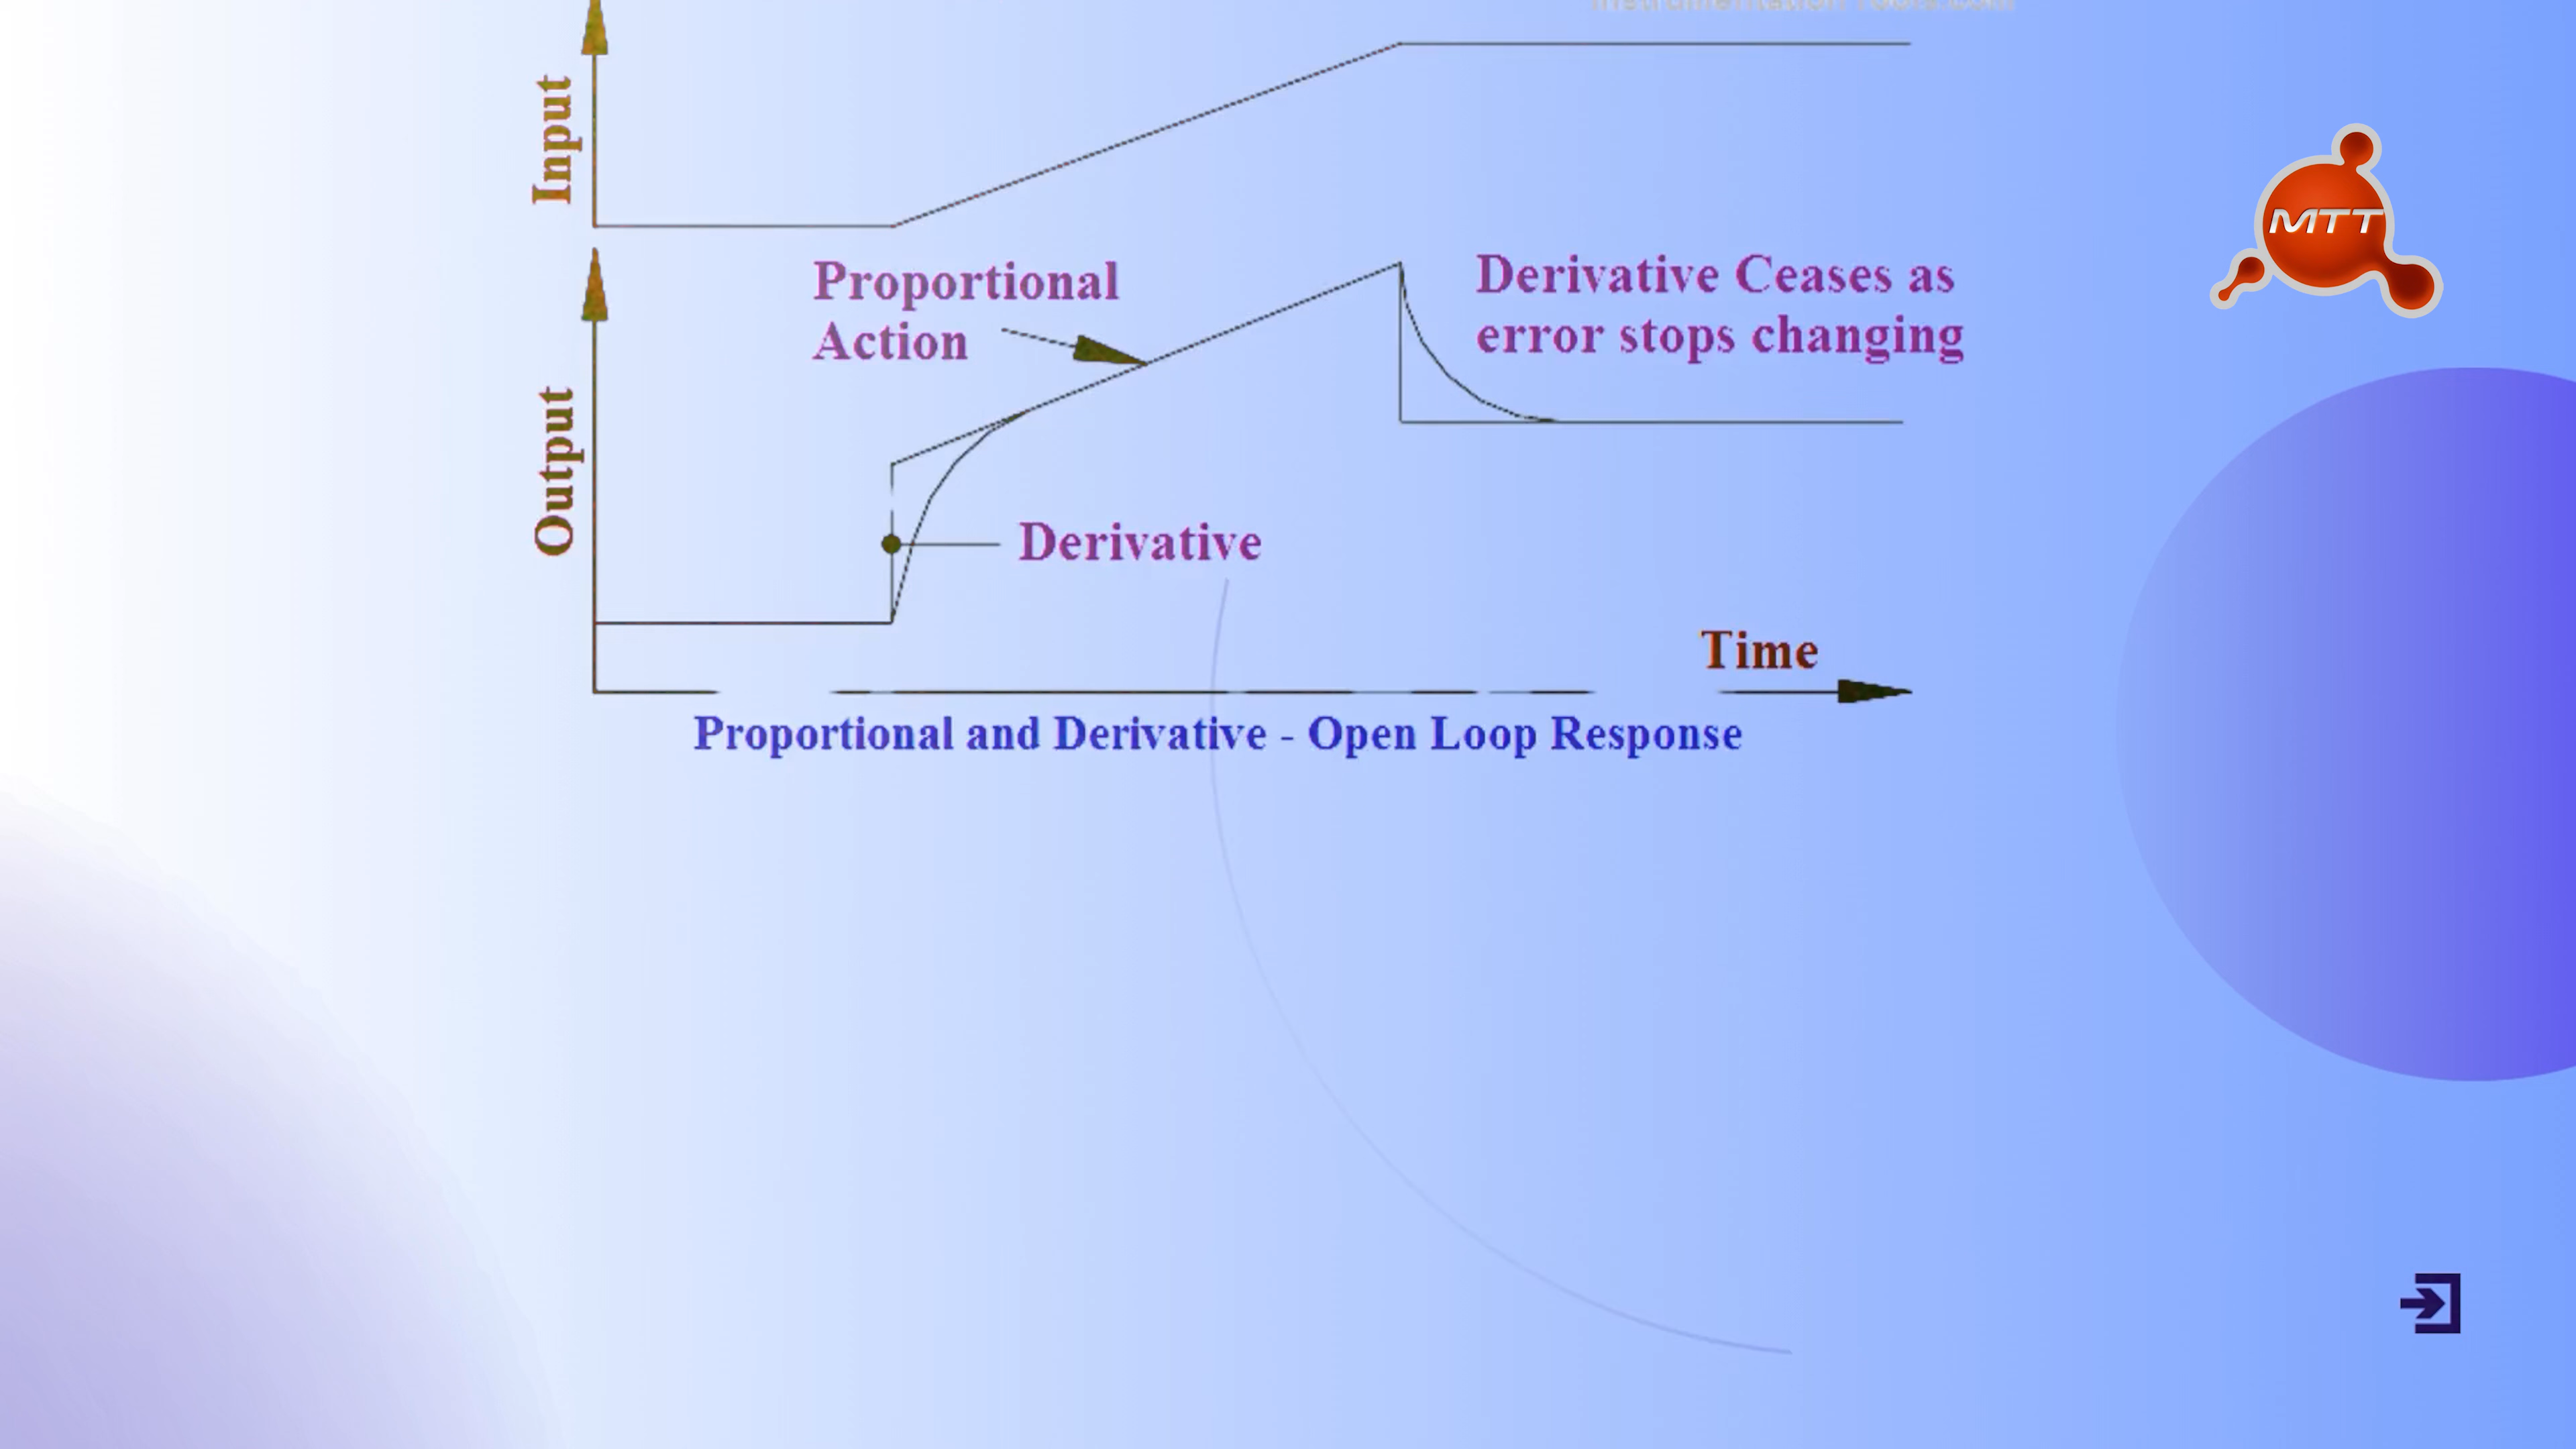 Input
MTT
Proportional
Action
Derivative Ceases as
error stops changing
Output
Derivative
Time
Proportional and Derivative - Open Loop Response